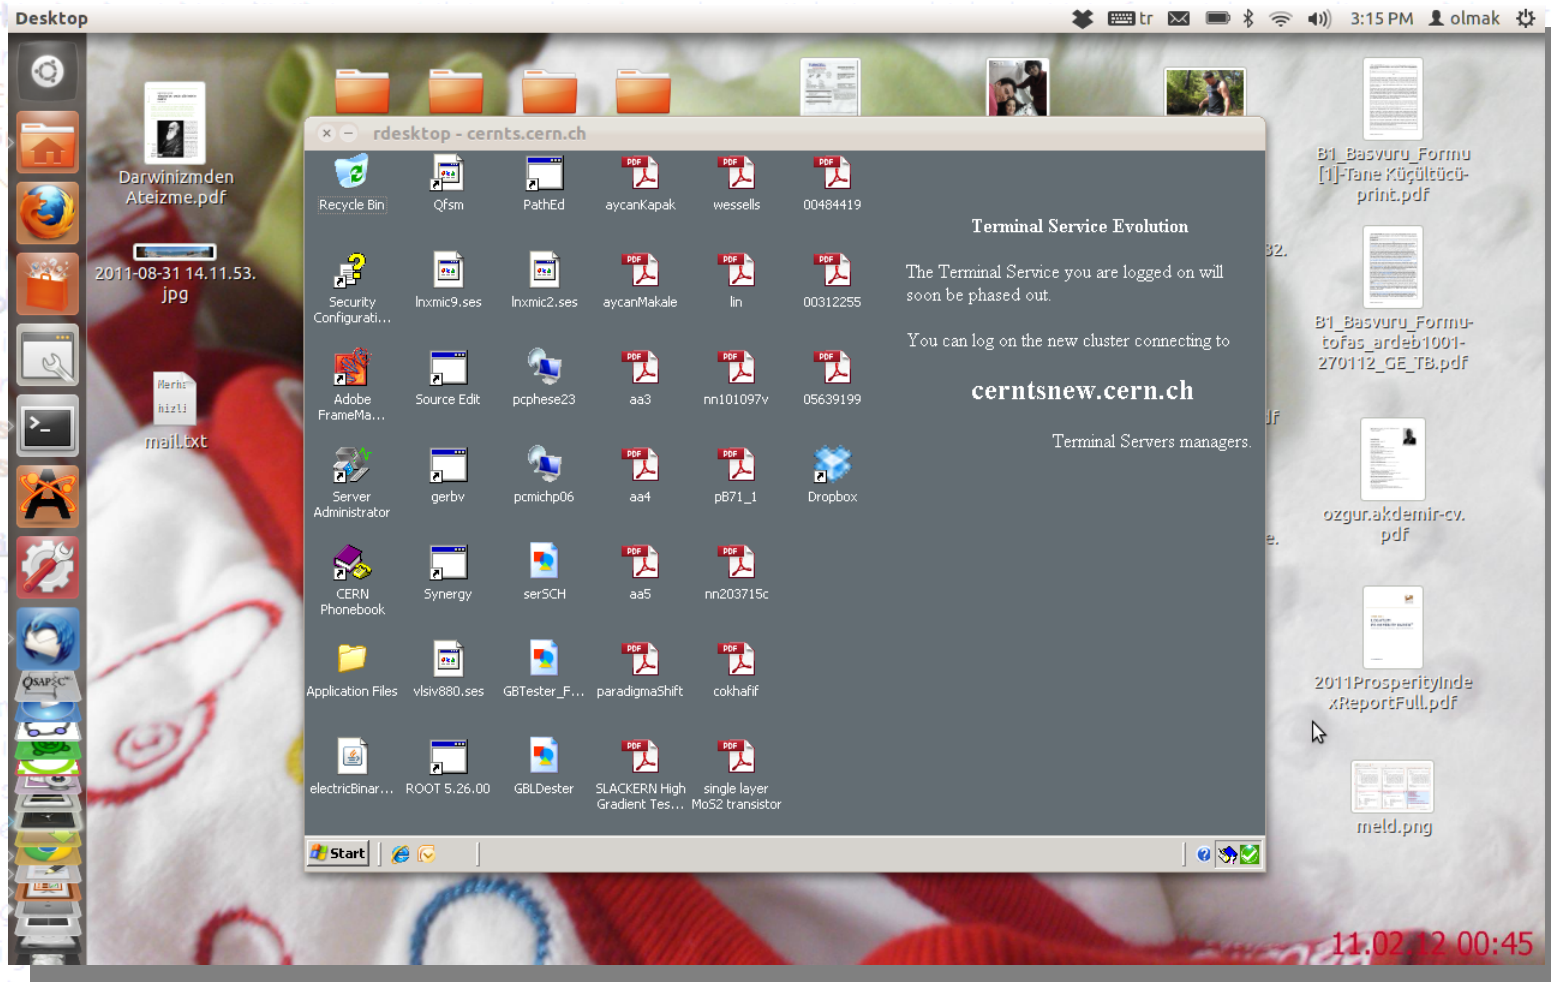 Desktop
tr
3:15 PM
olmak
Darwinizmden
Ateizme.pdf
2011-08-31 14.11.53.
jpg
Merhe
hizli
mail.txt
QSAP
rdesktop - cernts.cern.ch
Recycle Bin
Qfsm
PathEd
aycanKapak
wessells
00484419
Security
Configurati...
lnxmic9.ses
lnxmic2.ses
aycanMakale
lin
00312255
Adobe
FrameMa...
Source Edit
pcphese23
aa3
nn101097v
05639199
Server
Administrator
gerbv
pcmichp06
aa4
pB71_1
Dropbox
CERN
Phonebook
Synergy
serSCH
aa5
nn203715c
Application Files
vlsiv880.ses
GBTester_F...
paradigmaShift
cokhafif
electricBinar...
ROOT 5.26.00
GBLDester
SLACKERN High
Gradient Tes...
single layer
MoS2 transistor
Terminal Service Evolution
The Terminal Service you are logged on will
soon be phased out.
You can log on the new cluster connecting to
cerntsnew.cern.ch
Terminal Servers managers.
Start
32.
df
e.
B1_Basvuru_Formu
[1]-Tane Küçültücü-
print.pdf
B1_Basvuru_Formu-
tofas_ardeb1001-
270112_GE_TB.pdf
ozgur.akdemir-cv.
pdf
2011ProsperityInde
xReportFull.pdf
meld.png
11.02.12 00:45